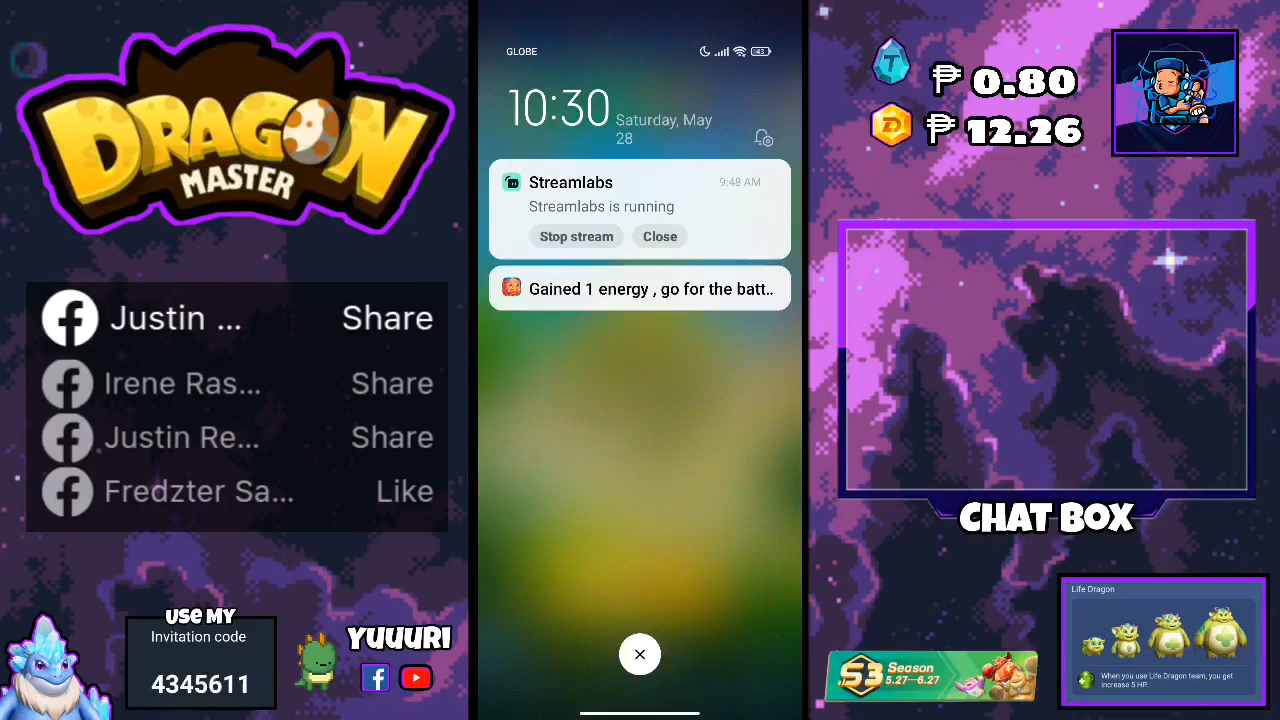 DRAGON
MASTER
Justin ... Share
Irene Ras... Share
Justin Re... Share
Fredzter Sa... Like
USE MY
Invitation code
4345611
YUUURI
GLOBE
43
10:30
Saturday, May
28
Streamlabs 9:48 AM
Streamlabs is running
Stop stream Close
Gained 1 energy , go for the batt..
T ₱ 0.80
D ₱ 12.26
CHAT BOX
S3 Season
5.27-6.27
Life Dragon
When you use Life Dragon team, you get
increase 5 HP.